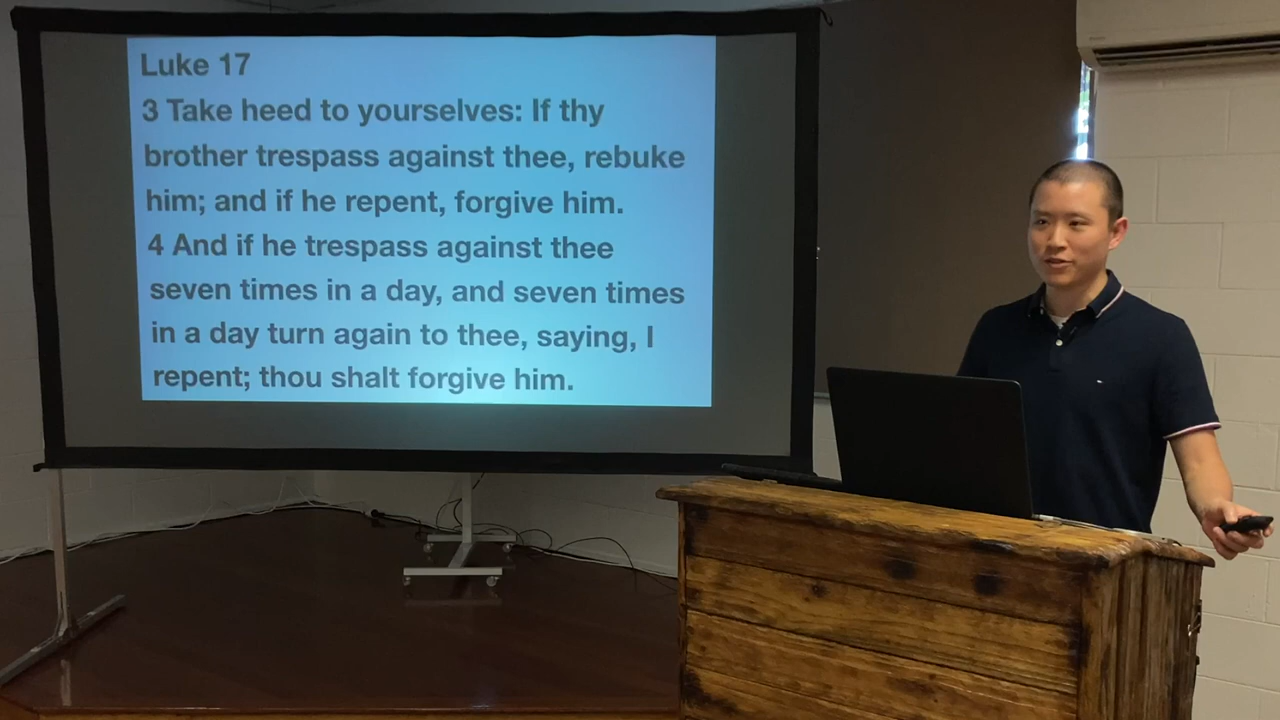 Luke 17
3 Take heed to yourselves: If thy
brother trespass against thee, rebuke
him; and if he repent, forgive him.
4 And if he trespass against thee
seven times in a day, and seven times
in a day turn again to thee, saying, I
repent; thou shalt forgive him.